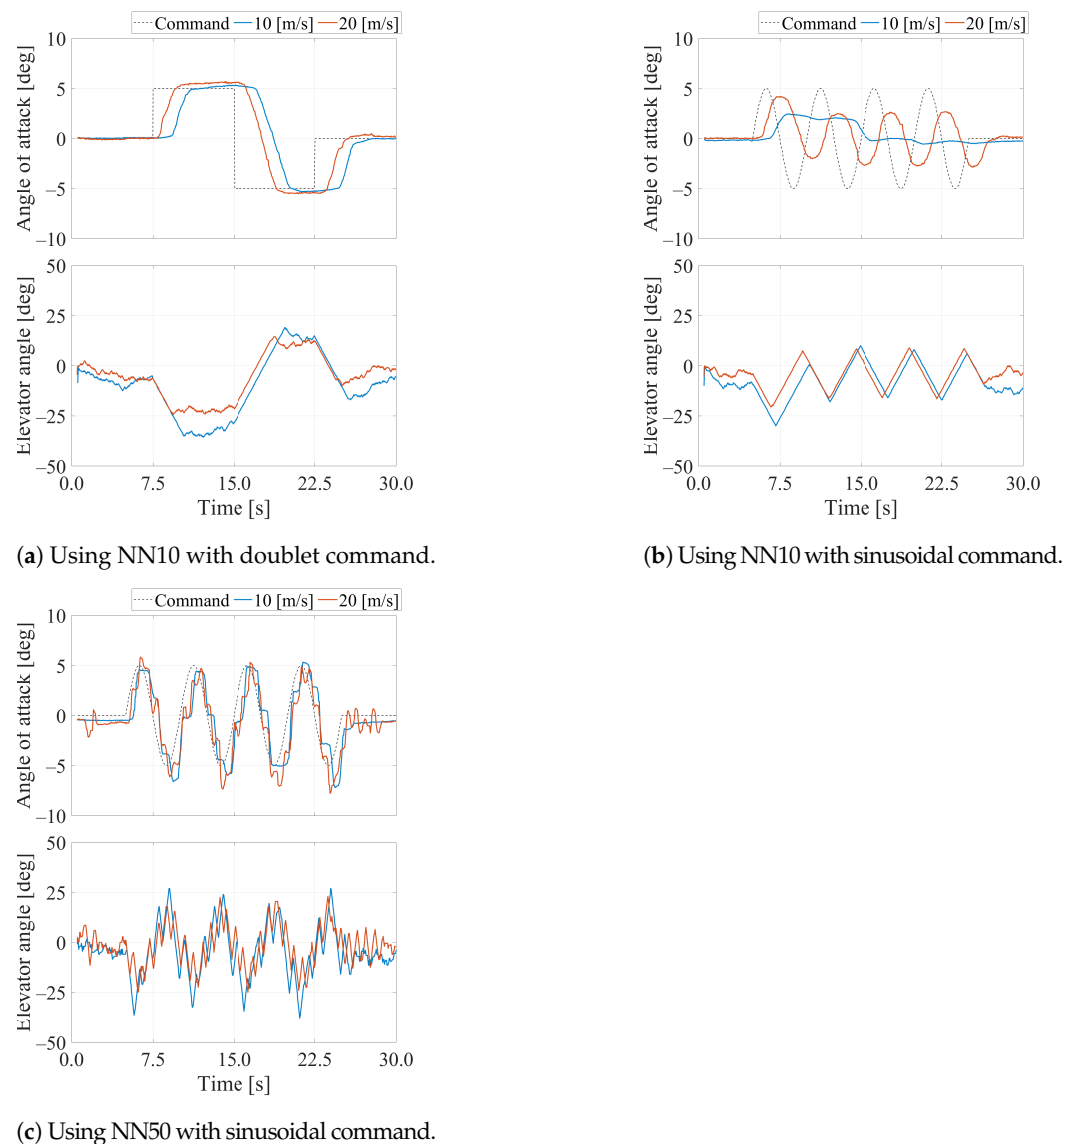 Command 10 [m/s] 20 [m/s]
Angle of attack [deg]
10
5
0
−5
−10
Elevator angle [deg]
50
25
0
−25
−50
0.0 7.5 15.0 22.5 30.0
Time [s]
(a) Using NN10 with doublet command.
Command 10 [m/s] 20 [m/s]
Angle of attack [deg]
10
5
0
−5
−10
Elevator angle [deg]
50
25
0
−25
−50
0.0 7.5 15.0 22.5 30.0
Time [s]
(b) Using NN10 with sinusoidal command.
Command 10 [m/s] 20 [m/s]
Angle of attack [deg]
10
5
0
−5
−10
Elevator angle [deg]
50
25
0
−25
−50
0.0 7.5 15.0 22.5 30.0
Time [s]
(c) Using NN50 with sinusoidal command.